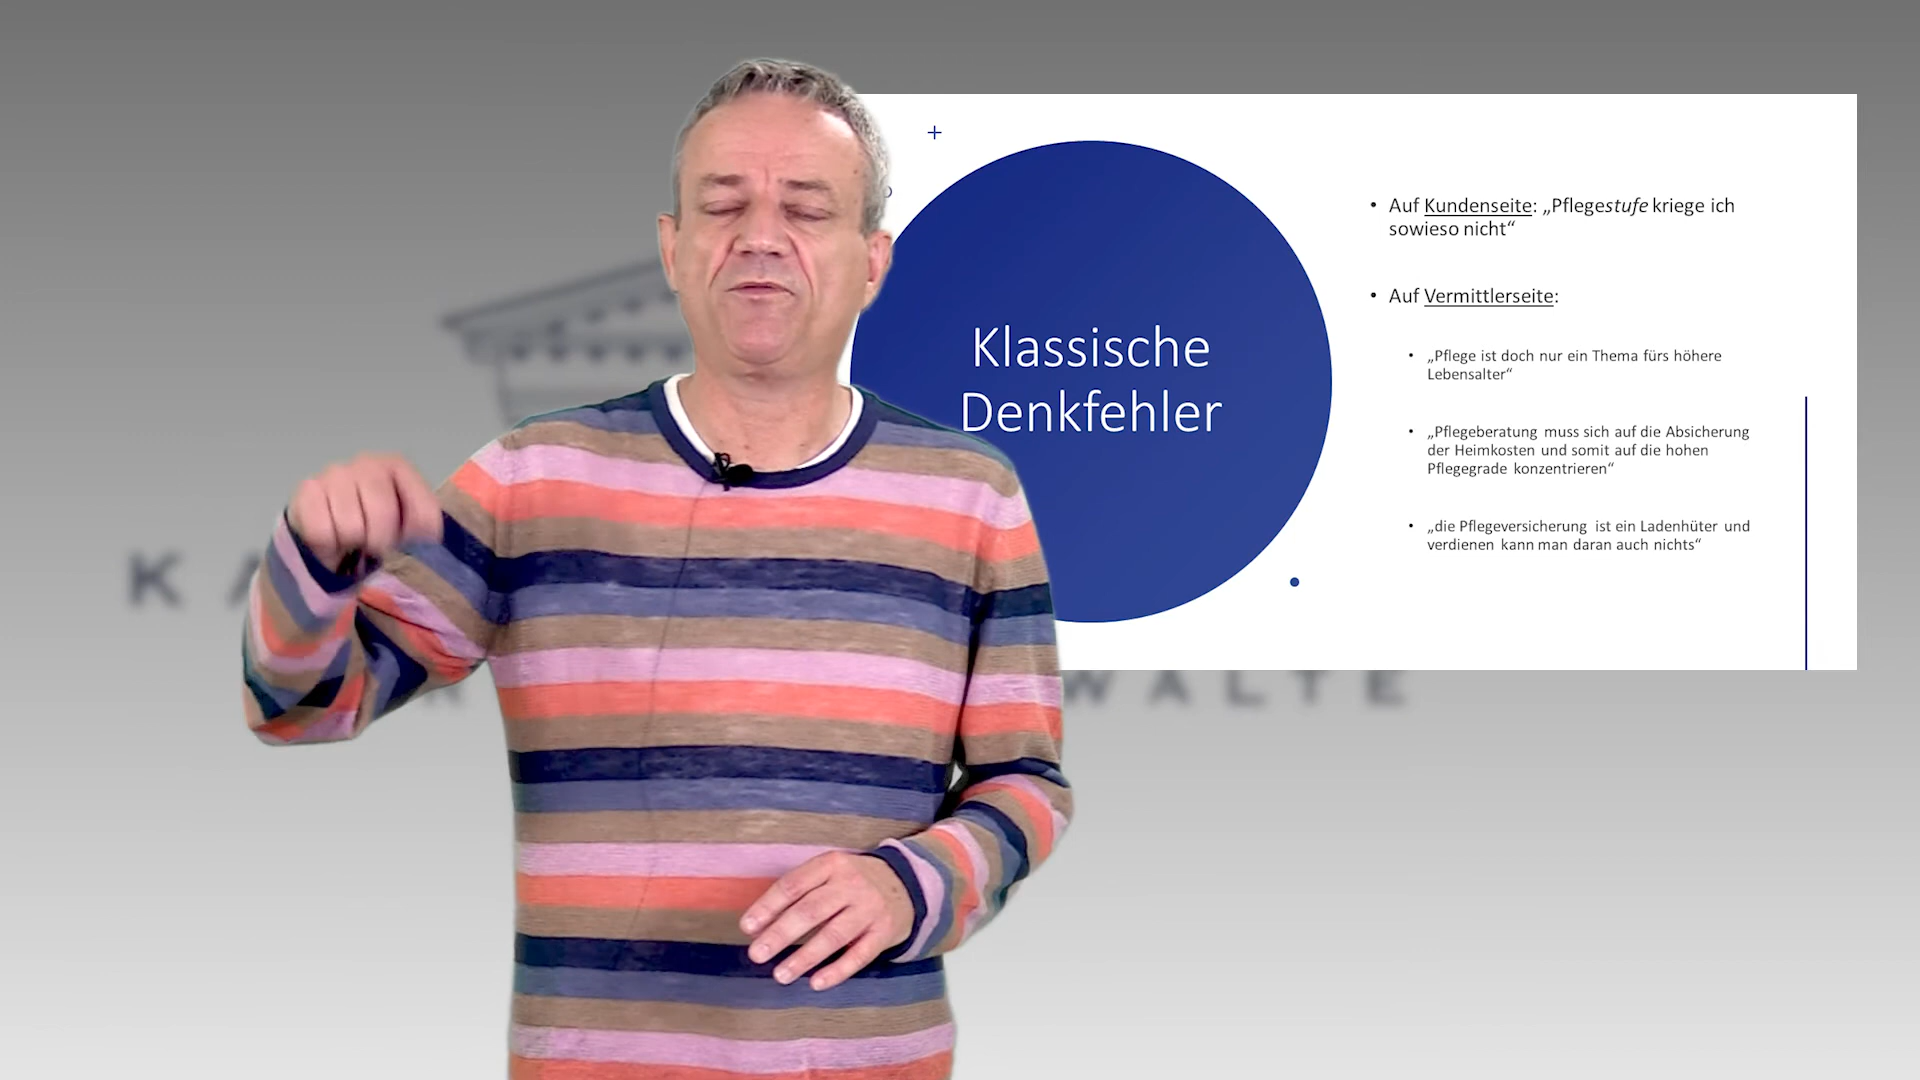 Klassische
Denkfehler
• Auf Kundenseite: „Pflegestufe kriege ich
sowieso nicht“
• Auf Vermittlerseite:
• „Pflege ist doch nur ein Thema fürs höhere
Lebensalter“
• „Pflegeberatung muss sich auf die Absicherung
der Heimkosten und somit auf die hohen
Pflegegrade konzentrieren“
• „die Pflegeversicherung ist ein Ladenhüter und
verdienen kann man daran auch nichts“